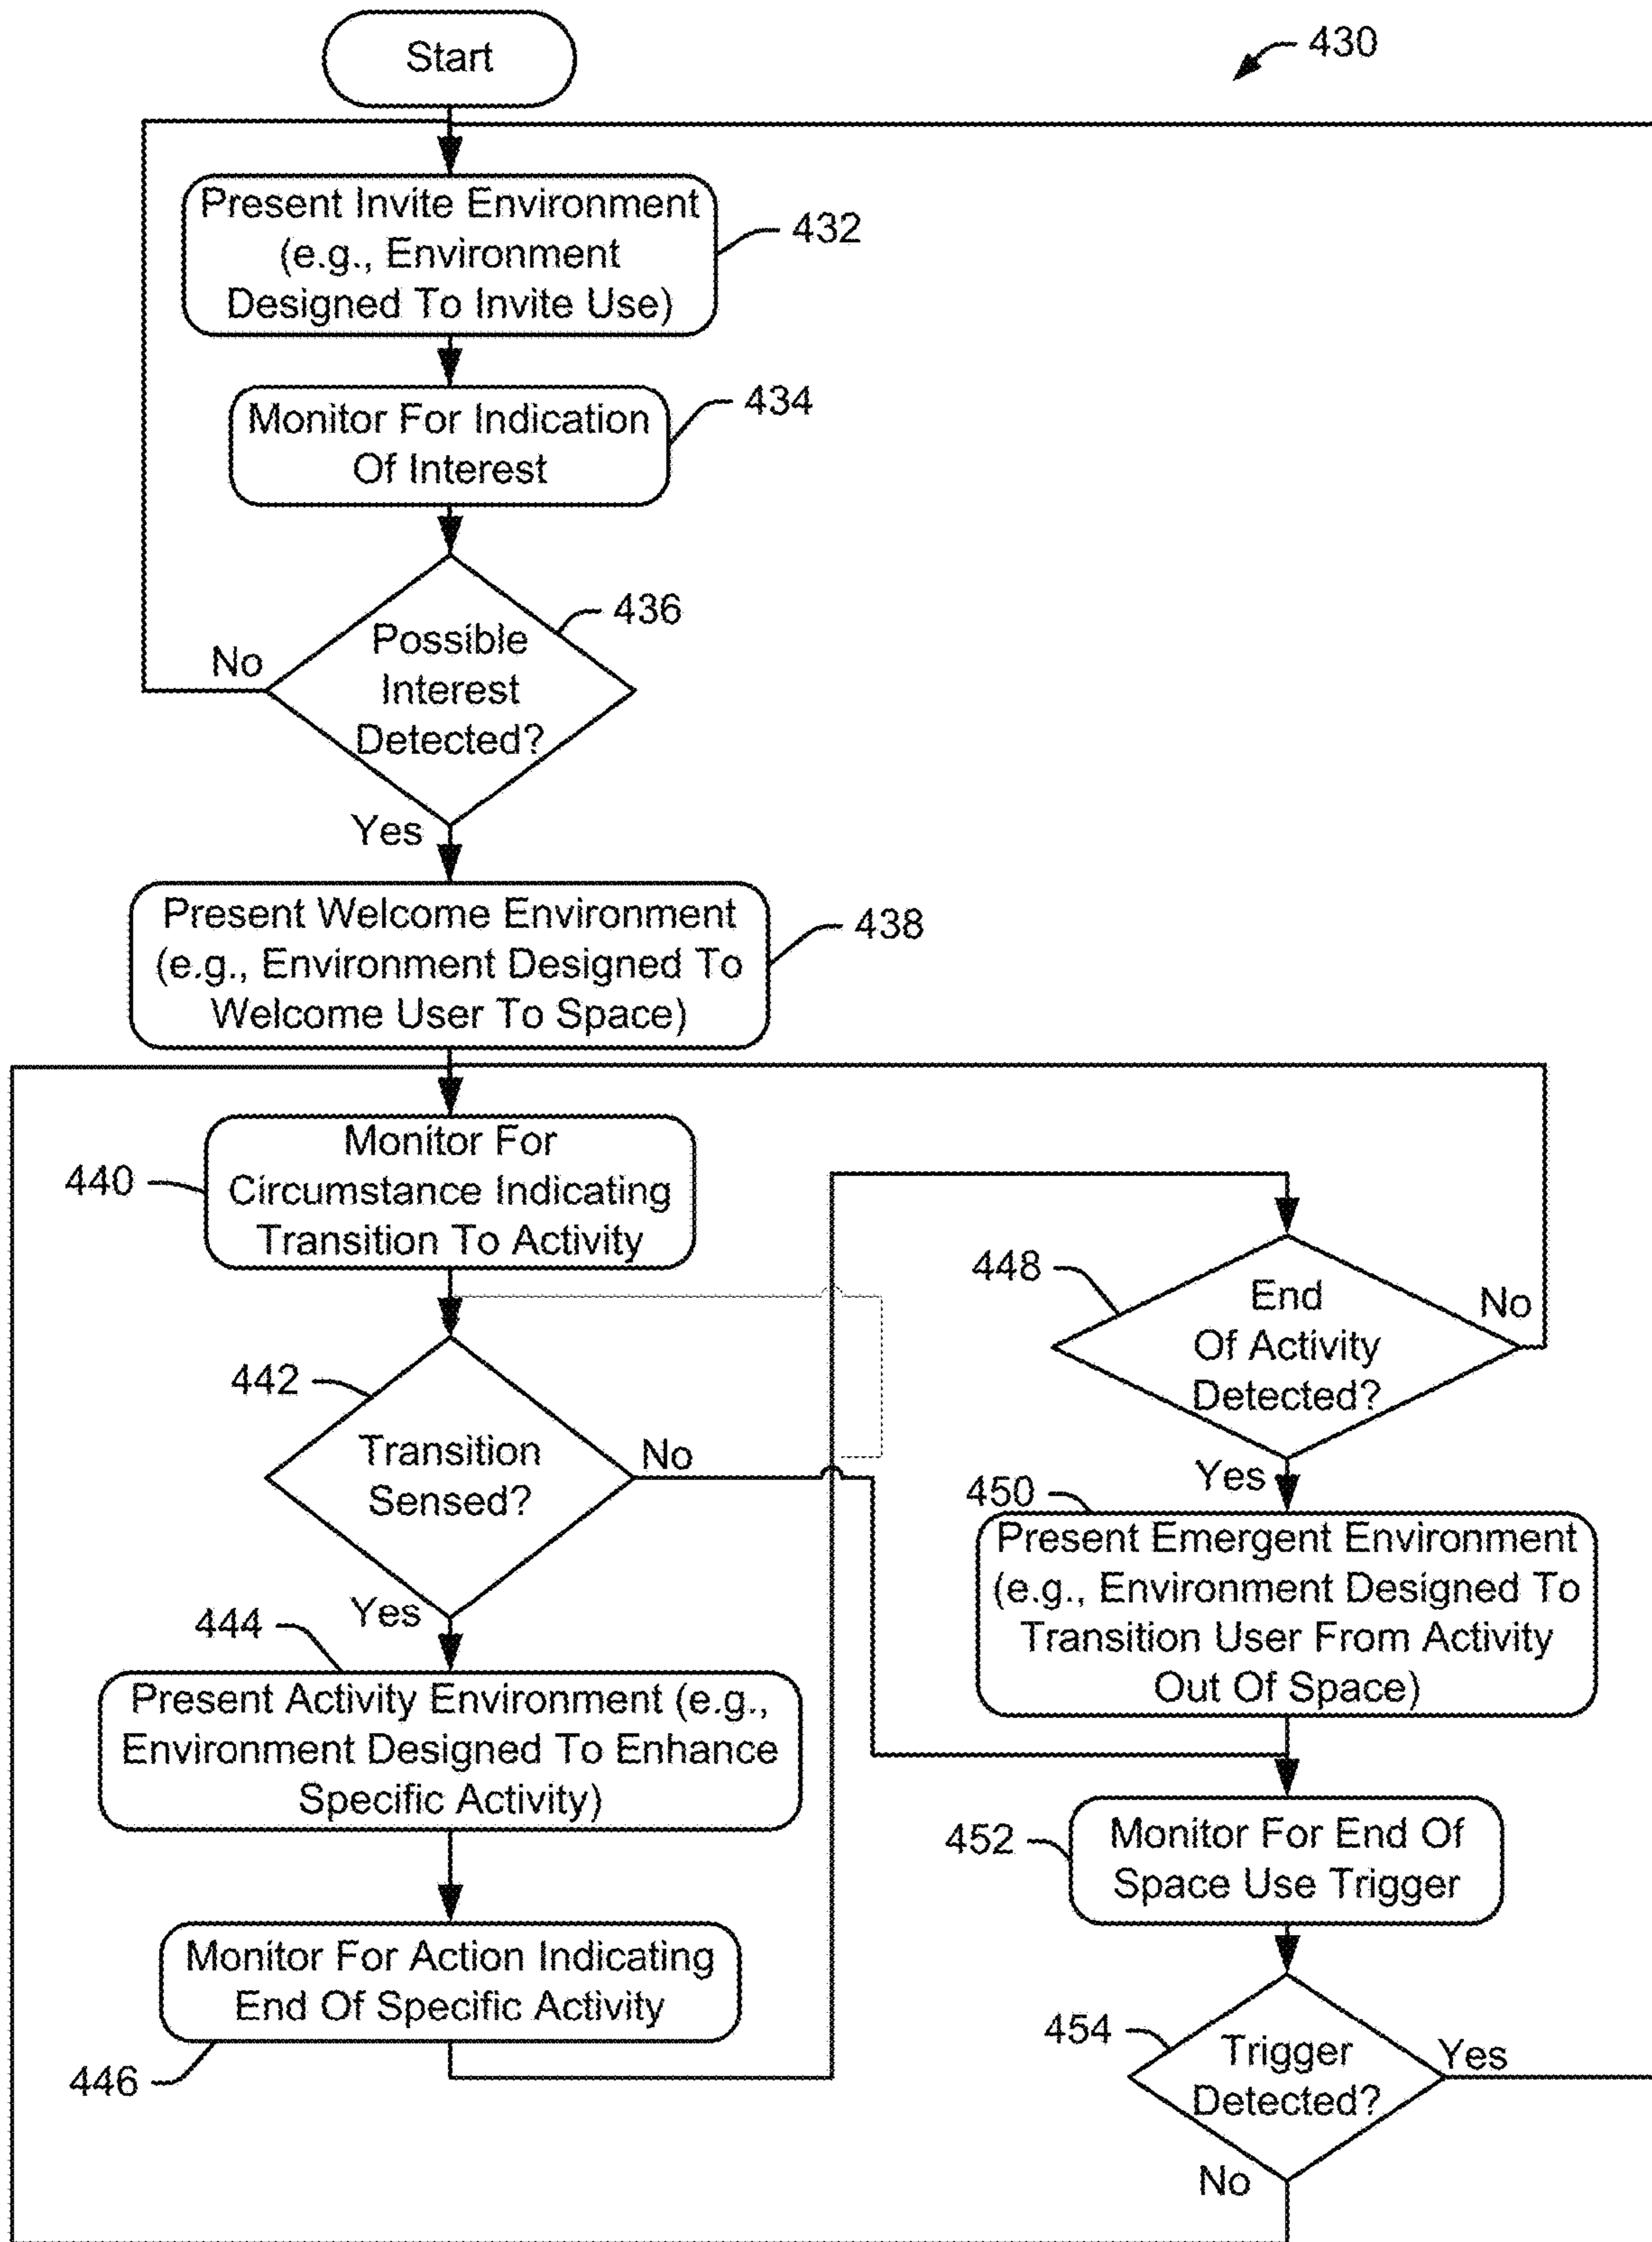 Start
430
Present Invite Environment
(e.g., Environment
Designed To Invite Use)
432
Monitor For Indication
Of Interest
434
Possible
Interest
Detected?
436
No
Yes
Present Welcome Environment
(e.g., Environment Designed To
Welcome User To Space)
438
Monitor For
Circumstance Indicating
Transition To Activity
440
Transition
Sensed?
442
No
Yes
444
Present Activity Environment (e.g.,
Environment Designed To Enhance
Specific Activity)
Monitor For Action Indicating
End Of Specific Activity
446
448
End
Of Activity
Detected?
No
Yes
450
Present Emergent Environment
(e.g., Environment Designed To
Transition User From Activity
Out Of Space)
452
Monitor For End Of
Space Use Trigger
454
Trigger
Detected?
Yes
No